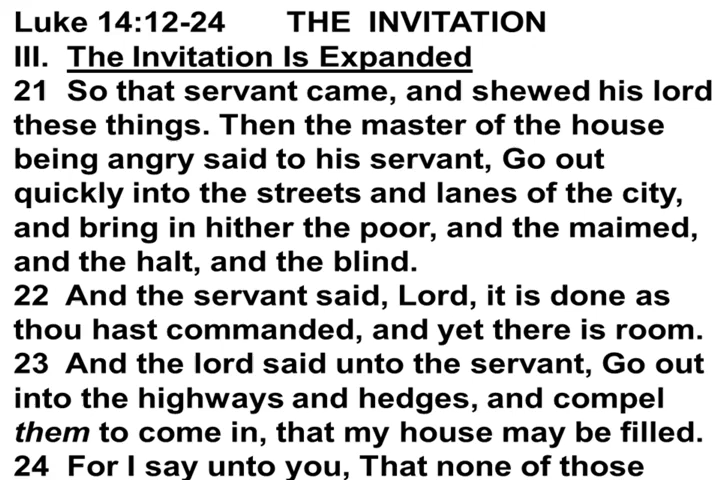 Luke 14:12-24 THE INVITATION
III. The Invitation Is Expanded
21 So that servant came, and shewed his lord
these things. Then the master of the house
being angry said to his servant, Go out
quickly into the streets and lanes of the city,
and bring in hither the poor, and the maimed,
and the halt, and the blind.
22 And the servant said, Lord, it is done as
thou hast commanded, and yet there is room.
23 And the lord said unto the servant, Go out
into the highways and hedges, and compel
them to come in, that my house may be filled.
24 For I say unto you, That none of those